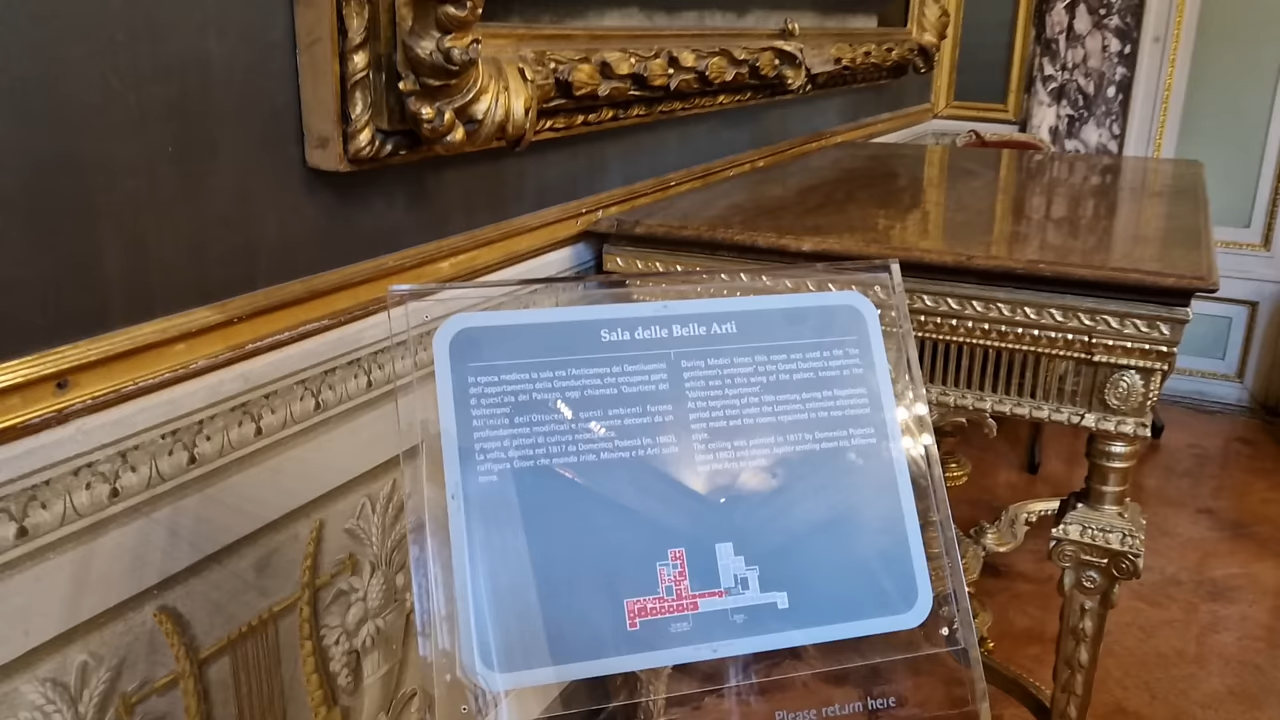 Sala delle Belle Arti
In epoca medicea la sala era l'Anticamera dei Gentiluomini
dell'appartamento della Granduchessa, che occupava parte
di quest'ala del Palazzo, oggi chiamata 'Quartiere del
Volterrano'.
All'inizio dell'Ottocento, questi ambienti furono
profondamente modificati e nuovamente decorati da un
gruppo di pittori di cultura neoclassica.
La volta, dipinta nel 1817 da Domenico Podestà (m. 1862),
raffigura Giove che manda Iride, Minerva e le Arti sulla
terra.
During Medici times this room was used as the "the
gentlemen's anteroom" to the Grand Duchess's apartment,
which was in this wing of the palace, known as the
'Volterrano Apartment'.
At the beginning of the 19th century, during the Napoleonic
period and then under the Lorraines, extensive alterations
were made and the rooms repainted in the neo-classical
style.
The ceiling was painted in 1817 by Domenico Podestà
(dead 1862) and shows Jupiter sending down Iris, Minerva
and the Arts to earth.
Please return here